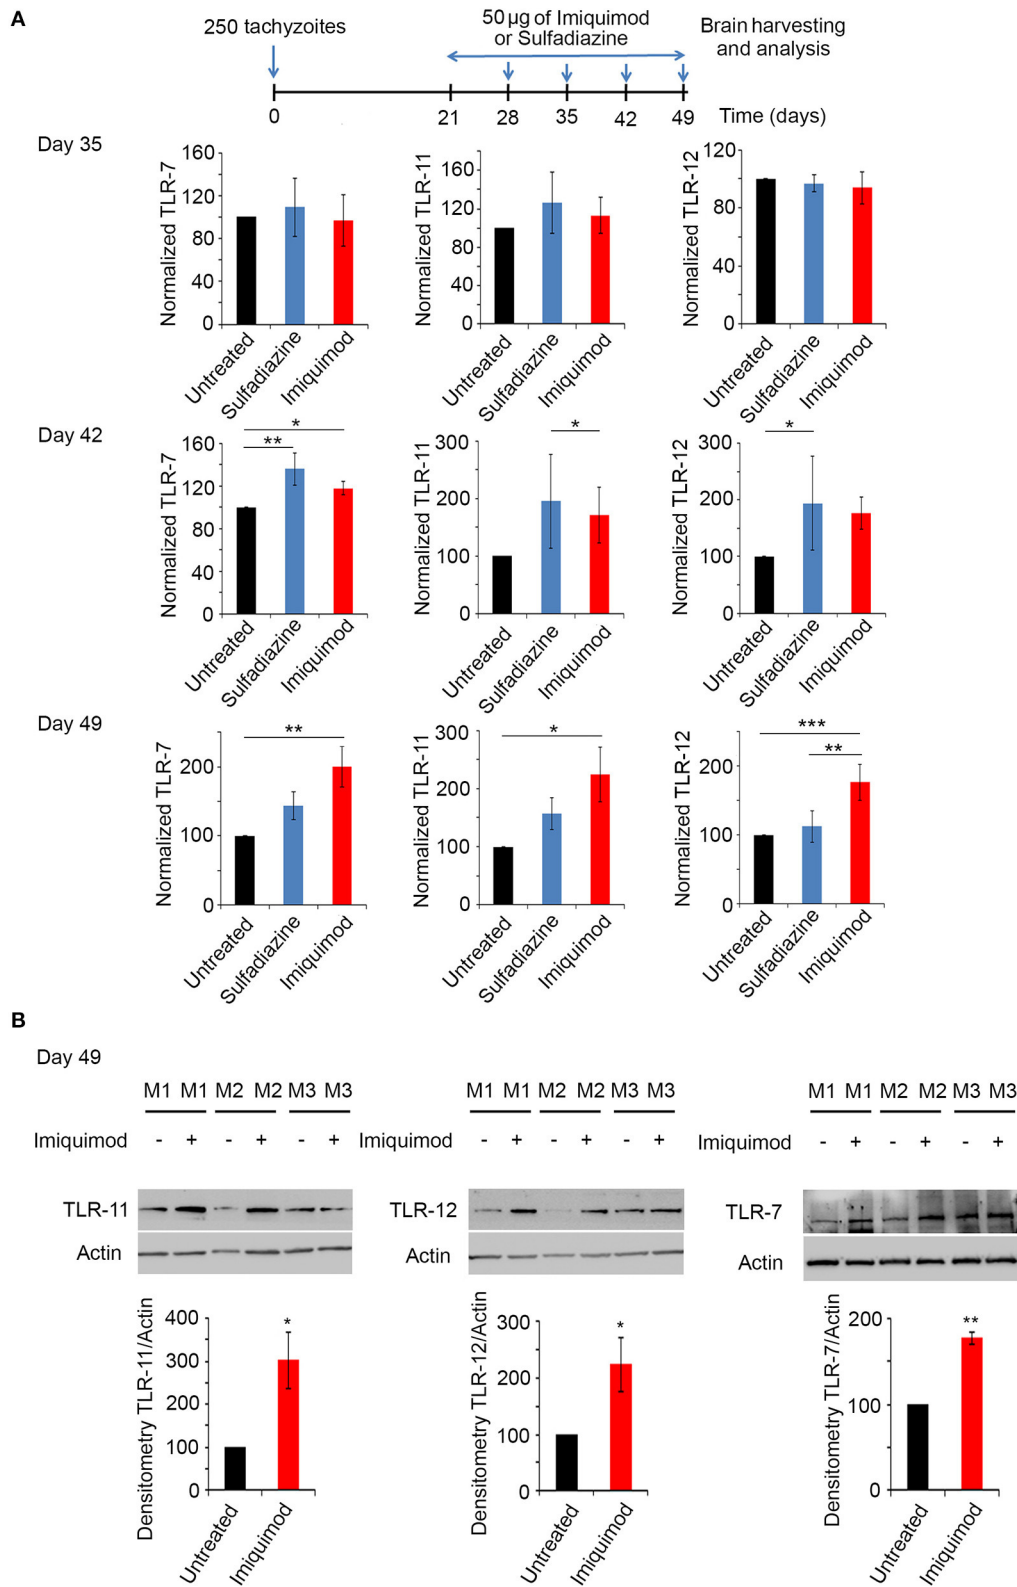 A
250 tachyzoites
50 µg of Imiquimod
or Sulfadiazine
Brain harvesting
and analysis
0
21
28
35
42
49
Time (days)
Day 35
Normalized TLR-7
160
120
80
40
0
Untreated
Sulfadiazine
Imiquimod
Normalized TLR-11
160
120
80
40
0
Untreated
Sulfadiazine
Imiquimod
Normalized TLR-12
120
80
40
0
Untreated
Sulfadiazine
Imiquimod
Day 42
Normalized TLR-7
160
120
80
40
0
*
**
Untreated
Sulfadiazine
Imiquimod
Normalized TLR-11
300
200
100
0
*
Untreated
Sulfadiazine
Imiquimod
Normalized TLR-12
300
200
100
0
*
Untreated
Sulfadiazine
Imiquimod
Day 49
Normalized TLR-7
200
100
0
**
Untreated
Sulfadiazine
Imiquimod
Normalized TLR-11
300
200
100
0
*
Untreated
Sulfadiazine
Imiquimod
Normalized TLR-12
200
100
0
***
**
Untreated
Sulfadiazine
Imiquimod
B
Day 49
M1 M1 M2 M2 M3 M3
Imiquimod - + - + - +
TLR-11
Actin
Densitometry TLR-11/Actin
400
300
200
100
0
*
Untreated
Imiquimod
M1 M1 M2 M2 M3 M3
Imiquimod - + - + - +
TLR-12
Actin
Densitometry TLR-12/Actin
300
200
100
0
*
Untreated
Imiquimod
M1 M1 M2 M2 M3 M3
Imiquimod - + - + - +
TLR-7
Actin
Densitometry TLR-7/Actin
200
100
0
**
Untreated
Imiquimod